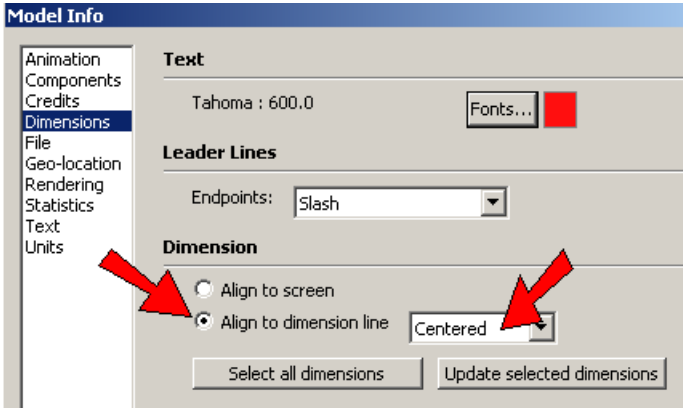 Model Info
Animation
Components
Credits
Dimensions
File
Geo-location
Rendering
Statistics
Text
Units
Text
Tahoma : 600.0
Fonts...
Leader Lines
Endpoints:
Slash
Dimension
Align to screen
Align to dimension line
Centered
Select all dimensions
Update selected dimensions